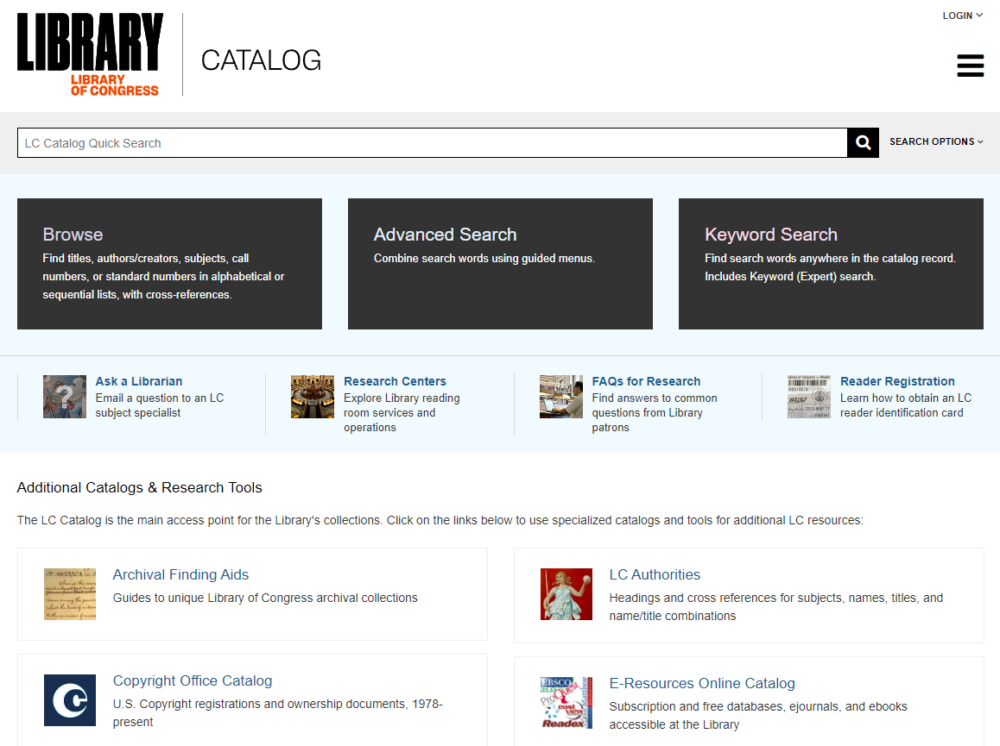 LOGIN
LIBRARY
LIBRARY
OF CONGRESS
CATALOG
LC Catalog Quick Search
SEARCH OPTIONS
Browse
Find titles, authors/creators, subjects, call
numbers, or standard numbers in alphabetical or
sequential lists, with cross-references.
Advanced Search
Combine search words using guided menus.
Keyword Search
Find search words anywhere in the catalog record.
Includes Keyword (Expert) search.
?
Ask a Librarian
Email a question to an LC
subject specialist
Research Centers
Explore Library reading
room services and
operations
FAQs for Research
Find answers to common
questions from Library
patrons
Reader Registration
Learn how to obtain an LC
reader identification card
Additional Catalogs & Research Tools
The LC Catalog is the main access point for the Library's collections. Click on the links below to use specialized catalogs and tools for additional LC resources:
Archival Finding Aids
Guides to unique Library of Congress archival collections
LC Authorities
Headings and cross references for subjects, names, titles, and
name/title combinations
Copyright Office Catalog
U.S. Copyright registrations and ownership documents, 1978-
present
EBSCO
ProQuest
east view
Readex
E-Resources Online Catalog
Subscription and free databases, ejournals, and ebooks
accessible at the Library